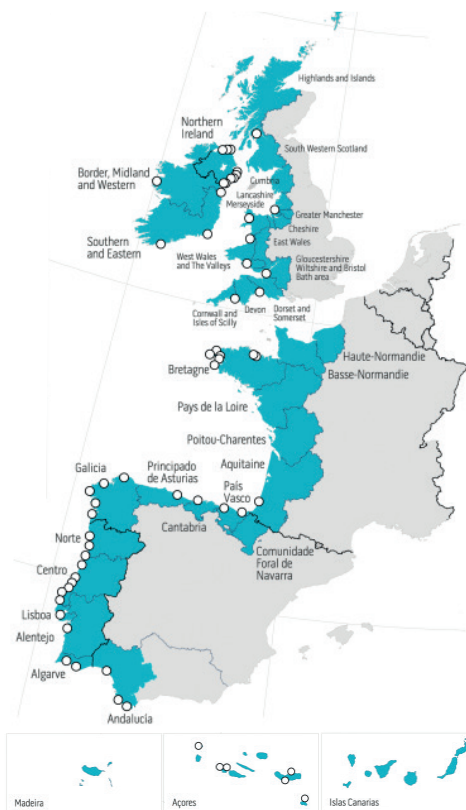 Highlands and Islands
Northern
Ireland
South Western Scotland
Border, Midland
and Western
Cumbria
Lancashire
Merseyside
Greater Manchester
Cheshire
East Wales
Southern
and Eastern
West Wales
and The Valleys
Gloucestershire
Wiltshire and Bristol
Bath area
Cornwall and
Isles of Scilly
Devon
Dorset and
Somerset
Haute-Normandie
Basse-Normandie
Bretagne
Pays de la Loire
Poitou-Charentes
Aquitaine
Galicia
Principado
de Asturias
País
Vasco
Cantabria
Comunidade
Foral de
Navarra
Norte
Centro
Lisboa
Alentejo
Algarve
Andalucía
Madeira
Açores
Islas Canarias